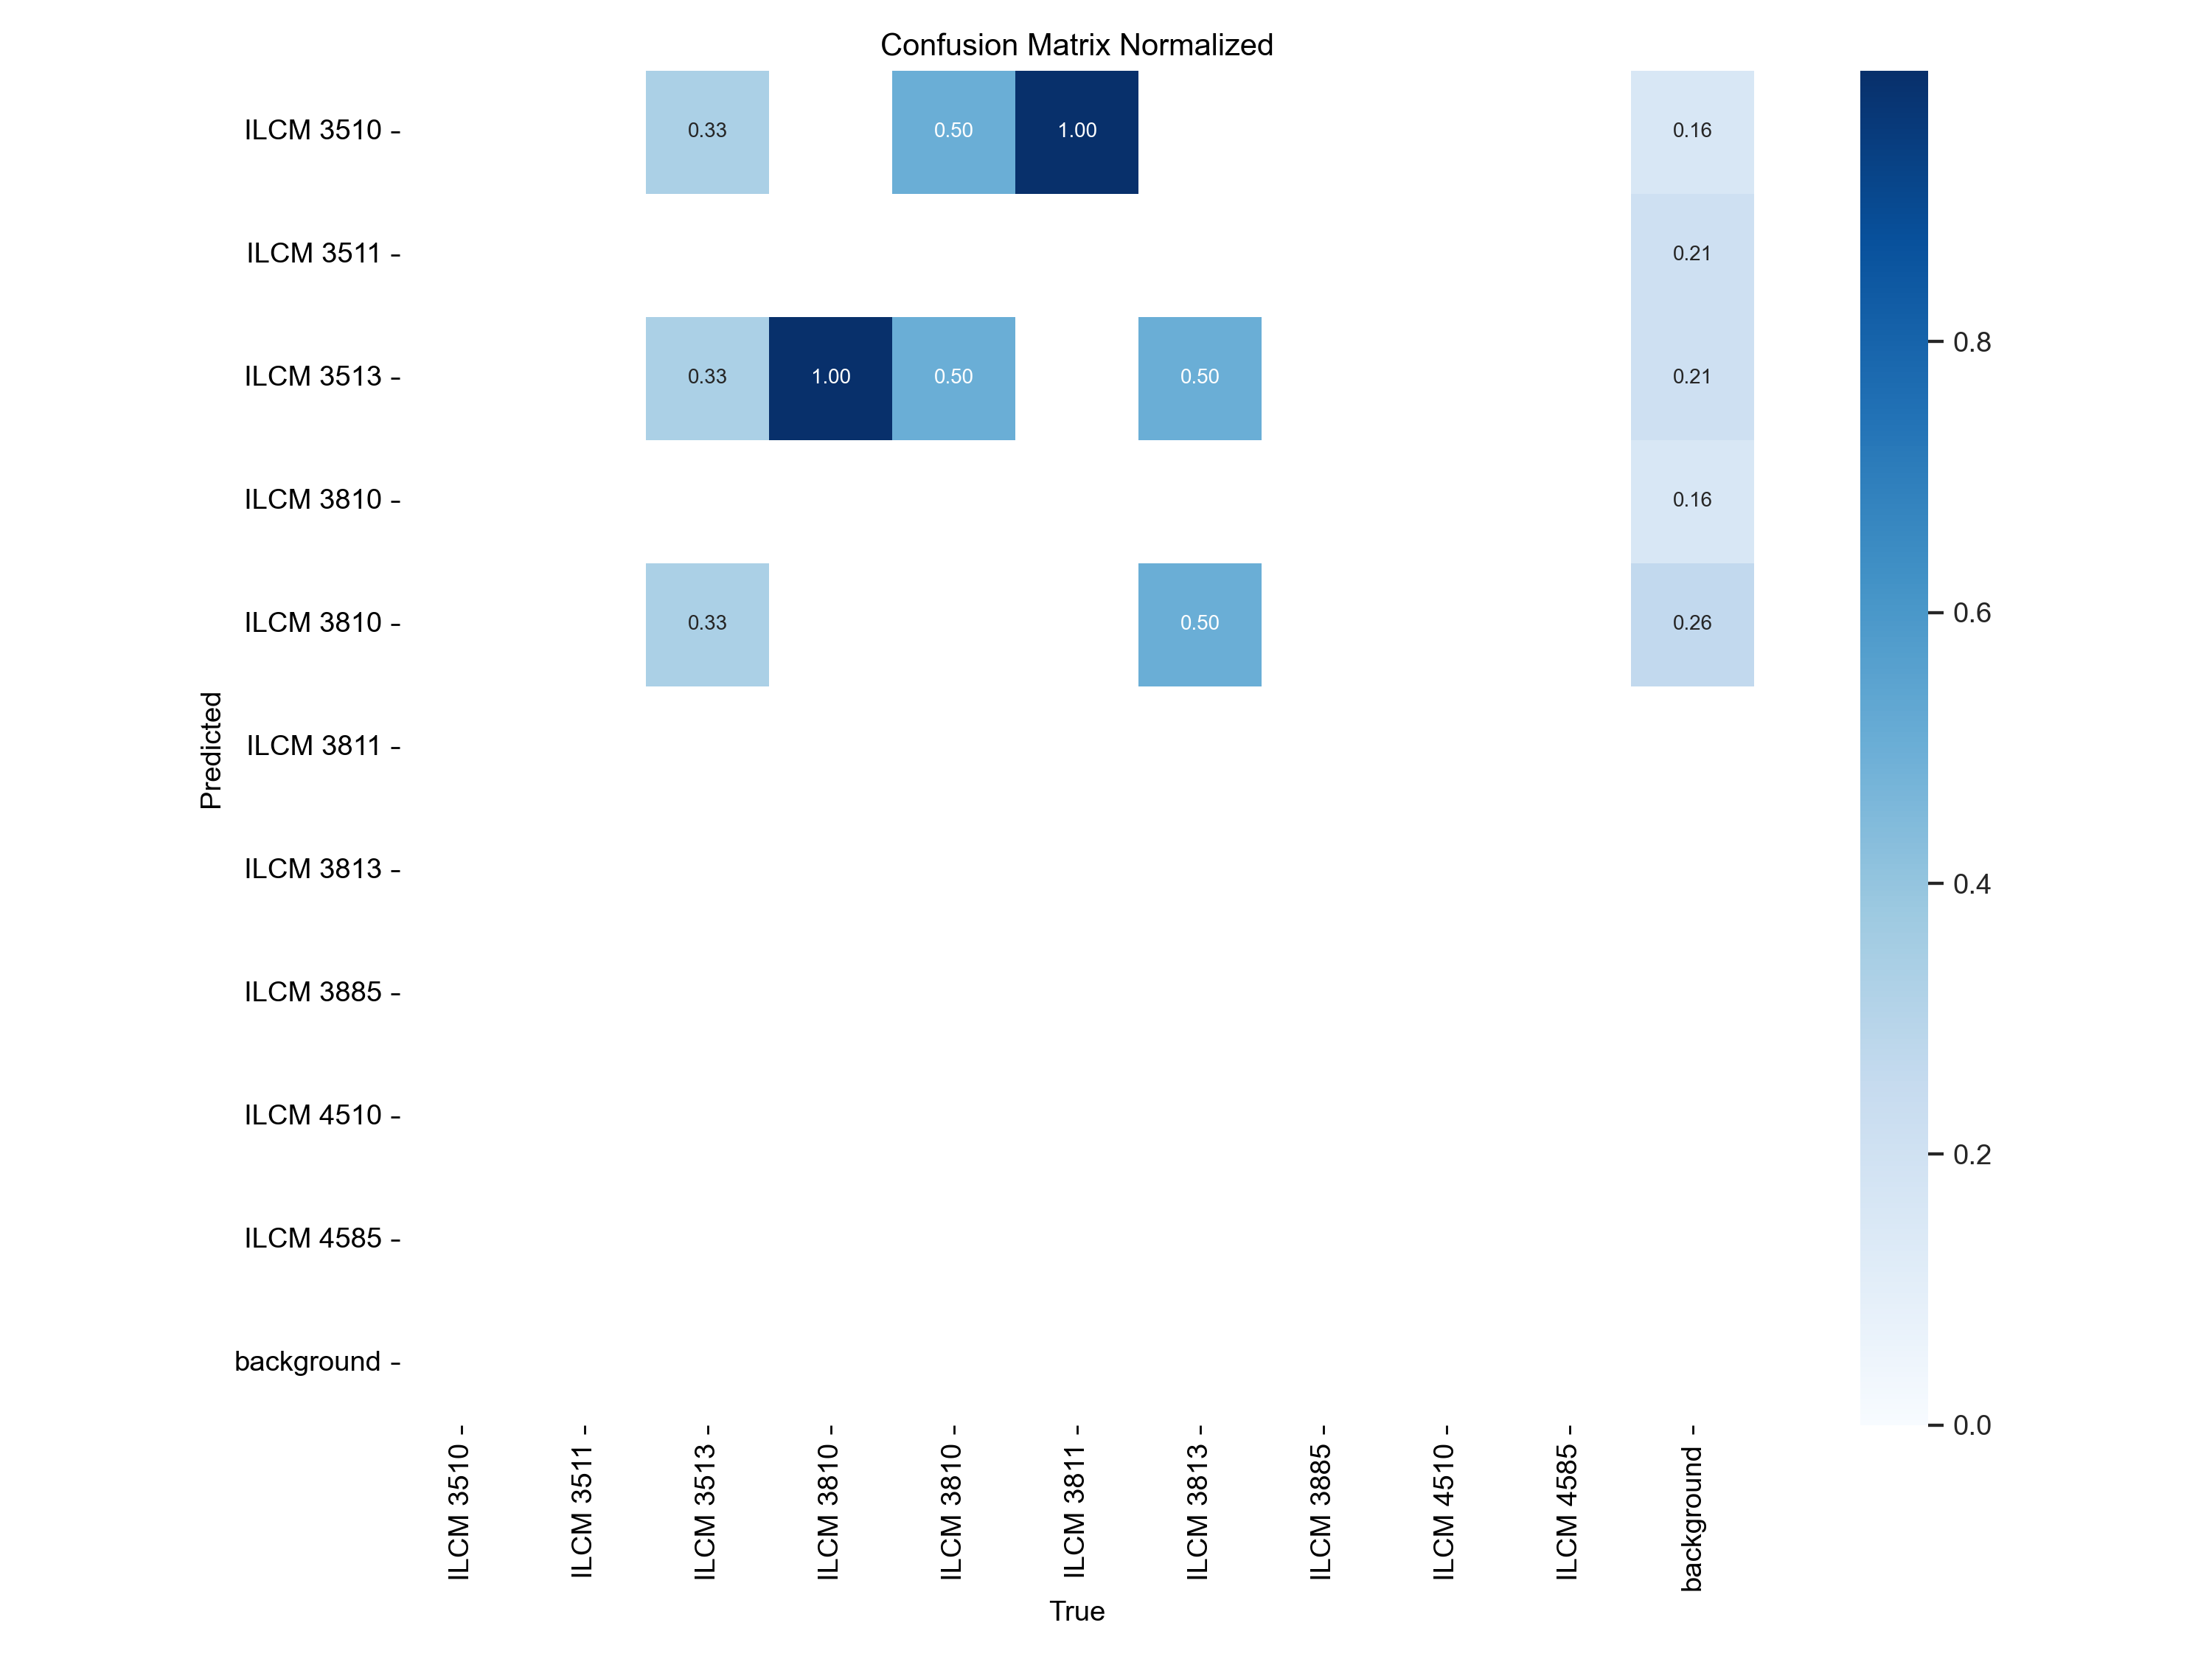 Confusion Matrix Normalized
ILCM 3510
0.33 0.50 1.00 0.16
ILCM 3511
0.21
ILCM 3513
0.33 1.00 0.50 0.50 0.21
ILCM 3810
0.16
ILCM 3810
0.33 0.50 0.26
ILCM 3811
ILCM 3813
ILCM 3885
ILCM 4510
ILCM 4585
background
Predicted
ILCM 3510
ILCM 3511
ILCM 3513
ILCM 3810
ILCM 3810
ILCM 3811
ILCM 3813
ILCM 3885
ILCM 4510
ILCM 4585
background
True
0.8
0.6
0.4
0.2
0.0